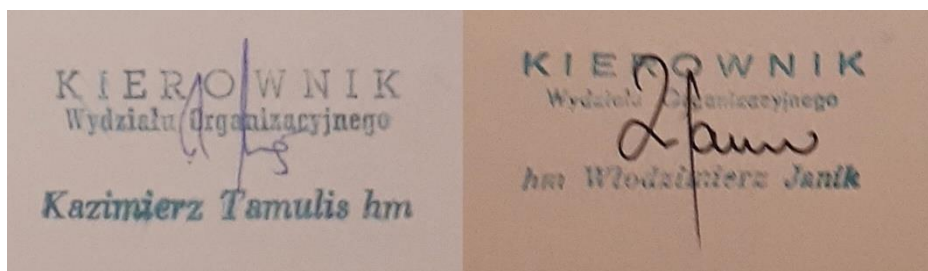 KIEROWNIK
Wydziału Organizacyjnego
Kazimierz Tamulis hm
KIEROWNIK
Wydziału Organizacyjnego
hm Włodzimierz Janik